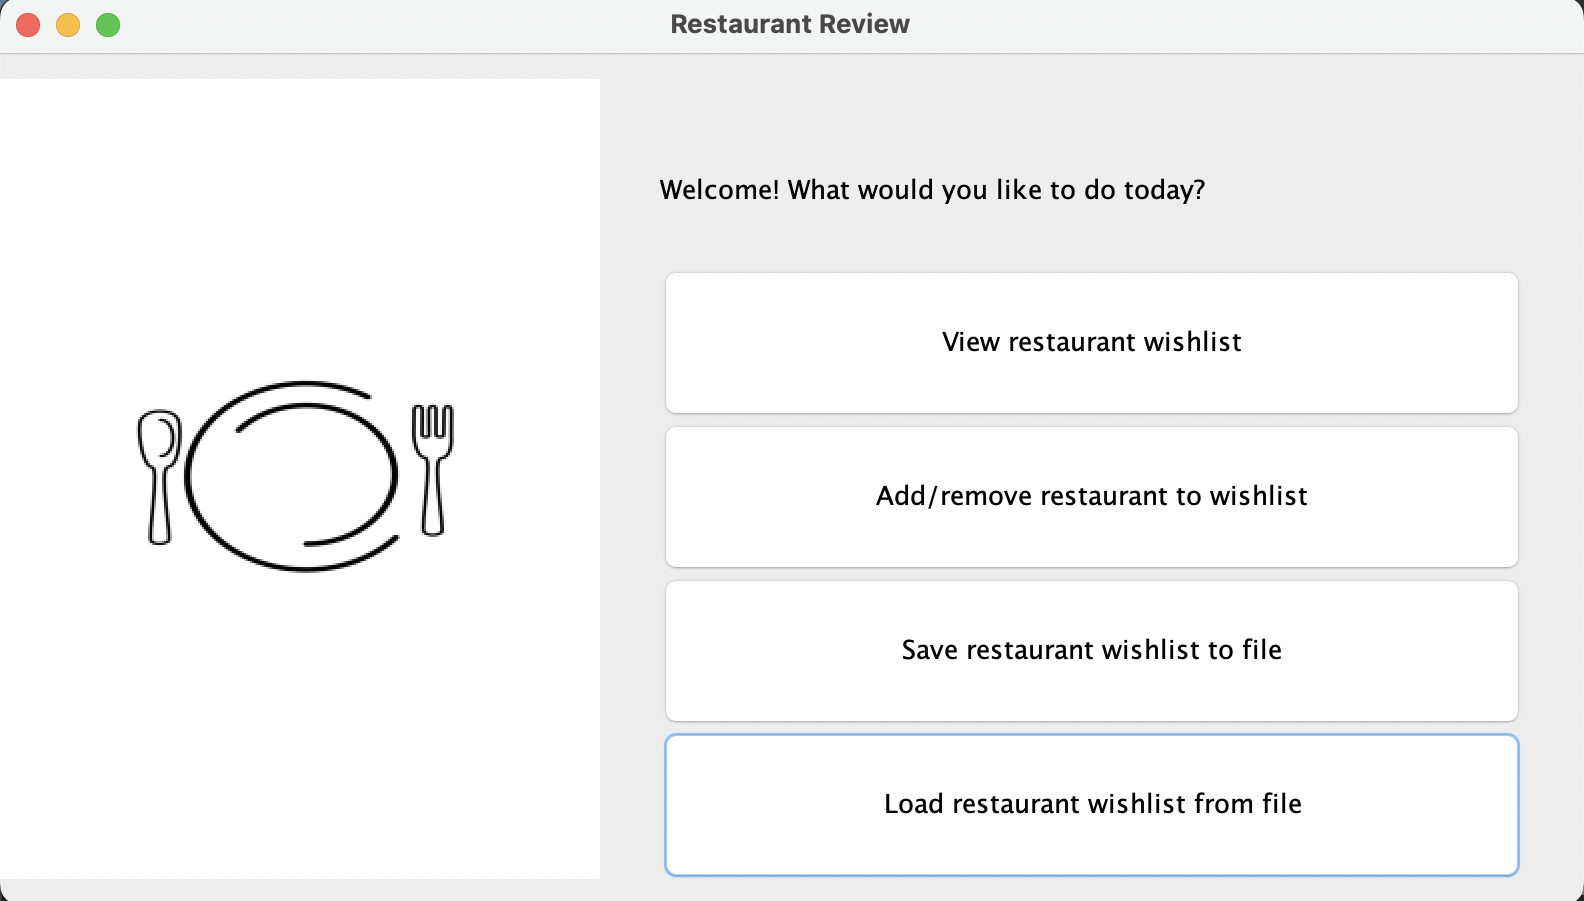 Restaurant Review
Welcome! What would you like to do today?
View restaurant wishlist
Add/remove restaurant to wishlist
Save restaurant wishlist to file
Load restaurant wishlist from file